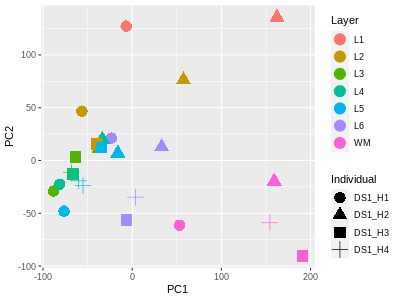 PC2
100
50
0
-50
-100
-100
0
100
200
PC1
Layer
L1
L2
L3
L4
L5
L6
WM
Individual
DS1_H1
DS1_H2
DS1_H3
DS1_H4